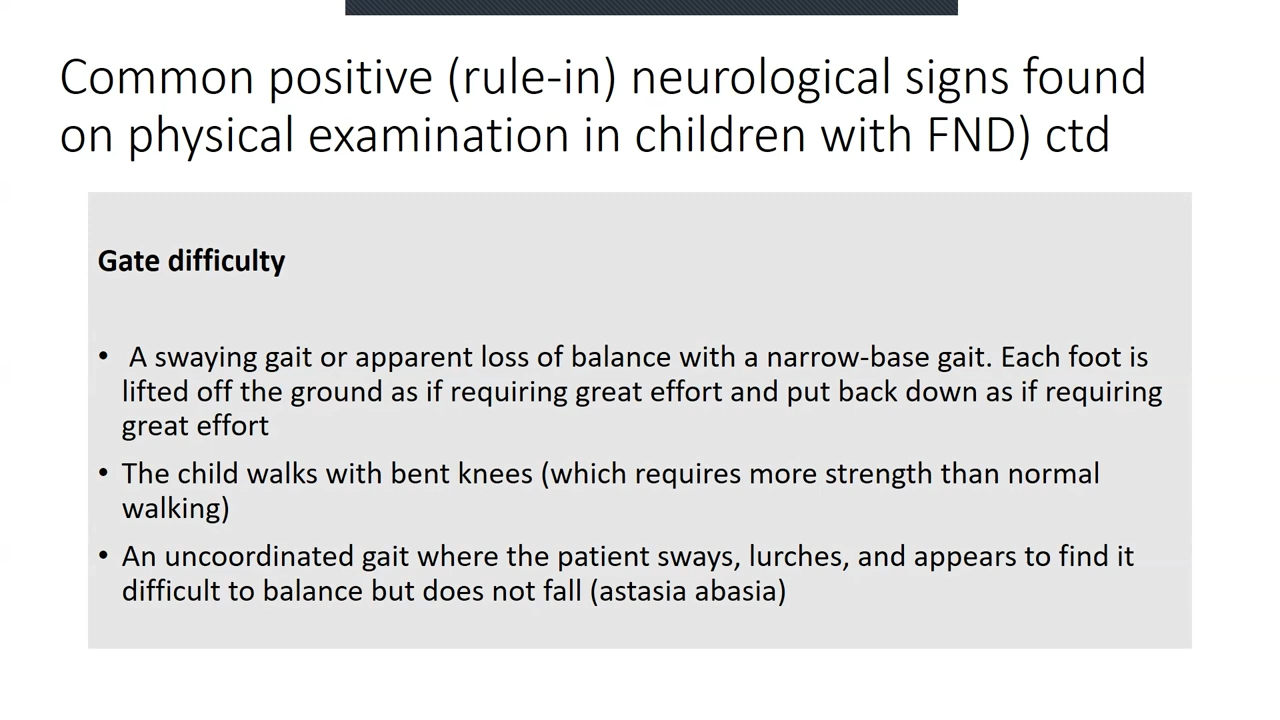 Common positive (rule-in) neurological signs found
on physical examination in children with FND) ctd
Gate difficulty
• A swaying gait or apparent loss of balance with a narrow-base gait. Each foot is
lifted off the ground as if requiring great effort and put back down as if requiring
great effort
• The child walks with bent knees (which requires more strength than normal
walking)
• An uncoordinated gait where the patient sways, lurches, and appears to find it
difficult to balance but does not fall (astasia abasia)